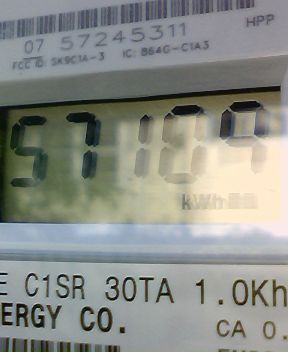 HPP
07 57245311
FCC ID: SK9C1A-3 IC: 864G-C1A3
57109
kWh
E C1SR 30TA 1.0Kh
ERGY CO.
CA 0.